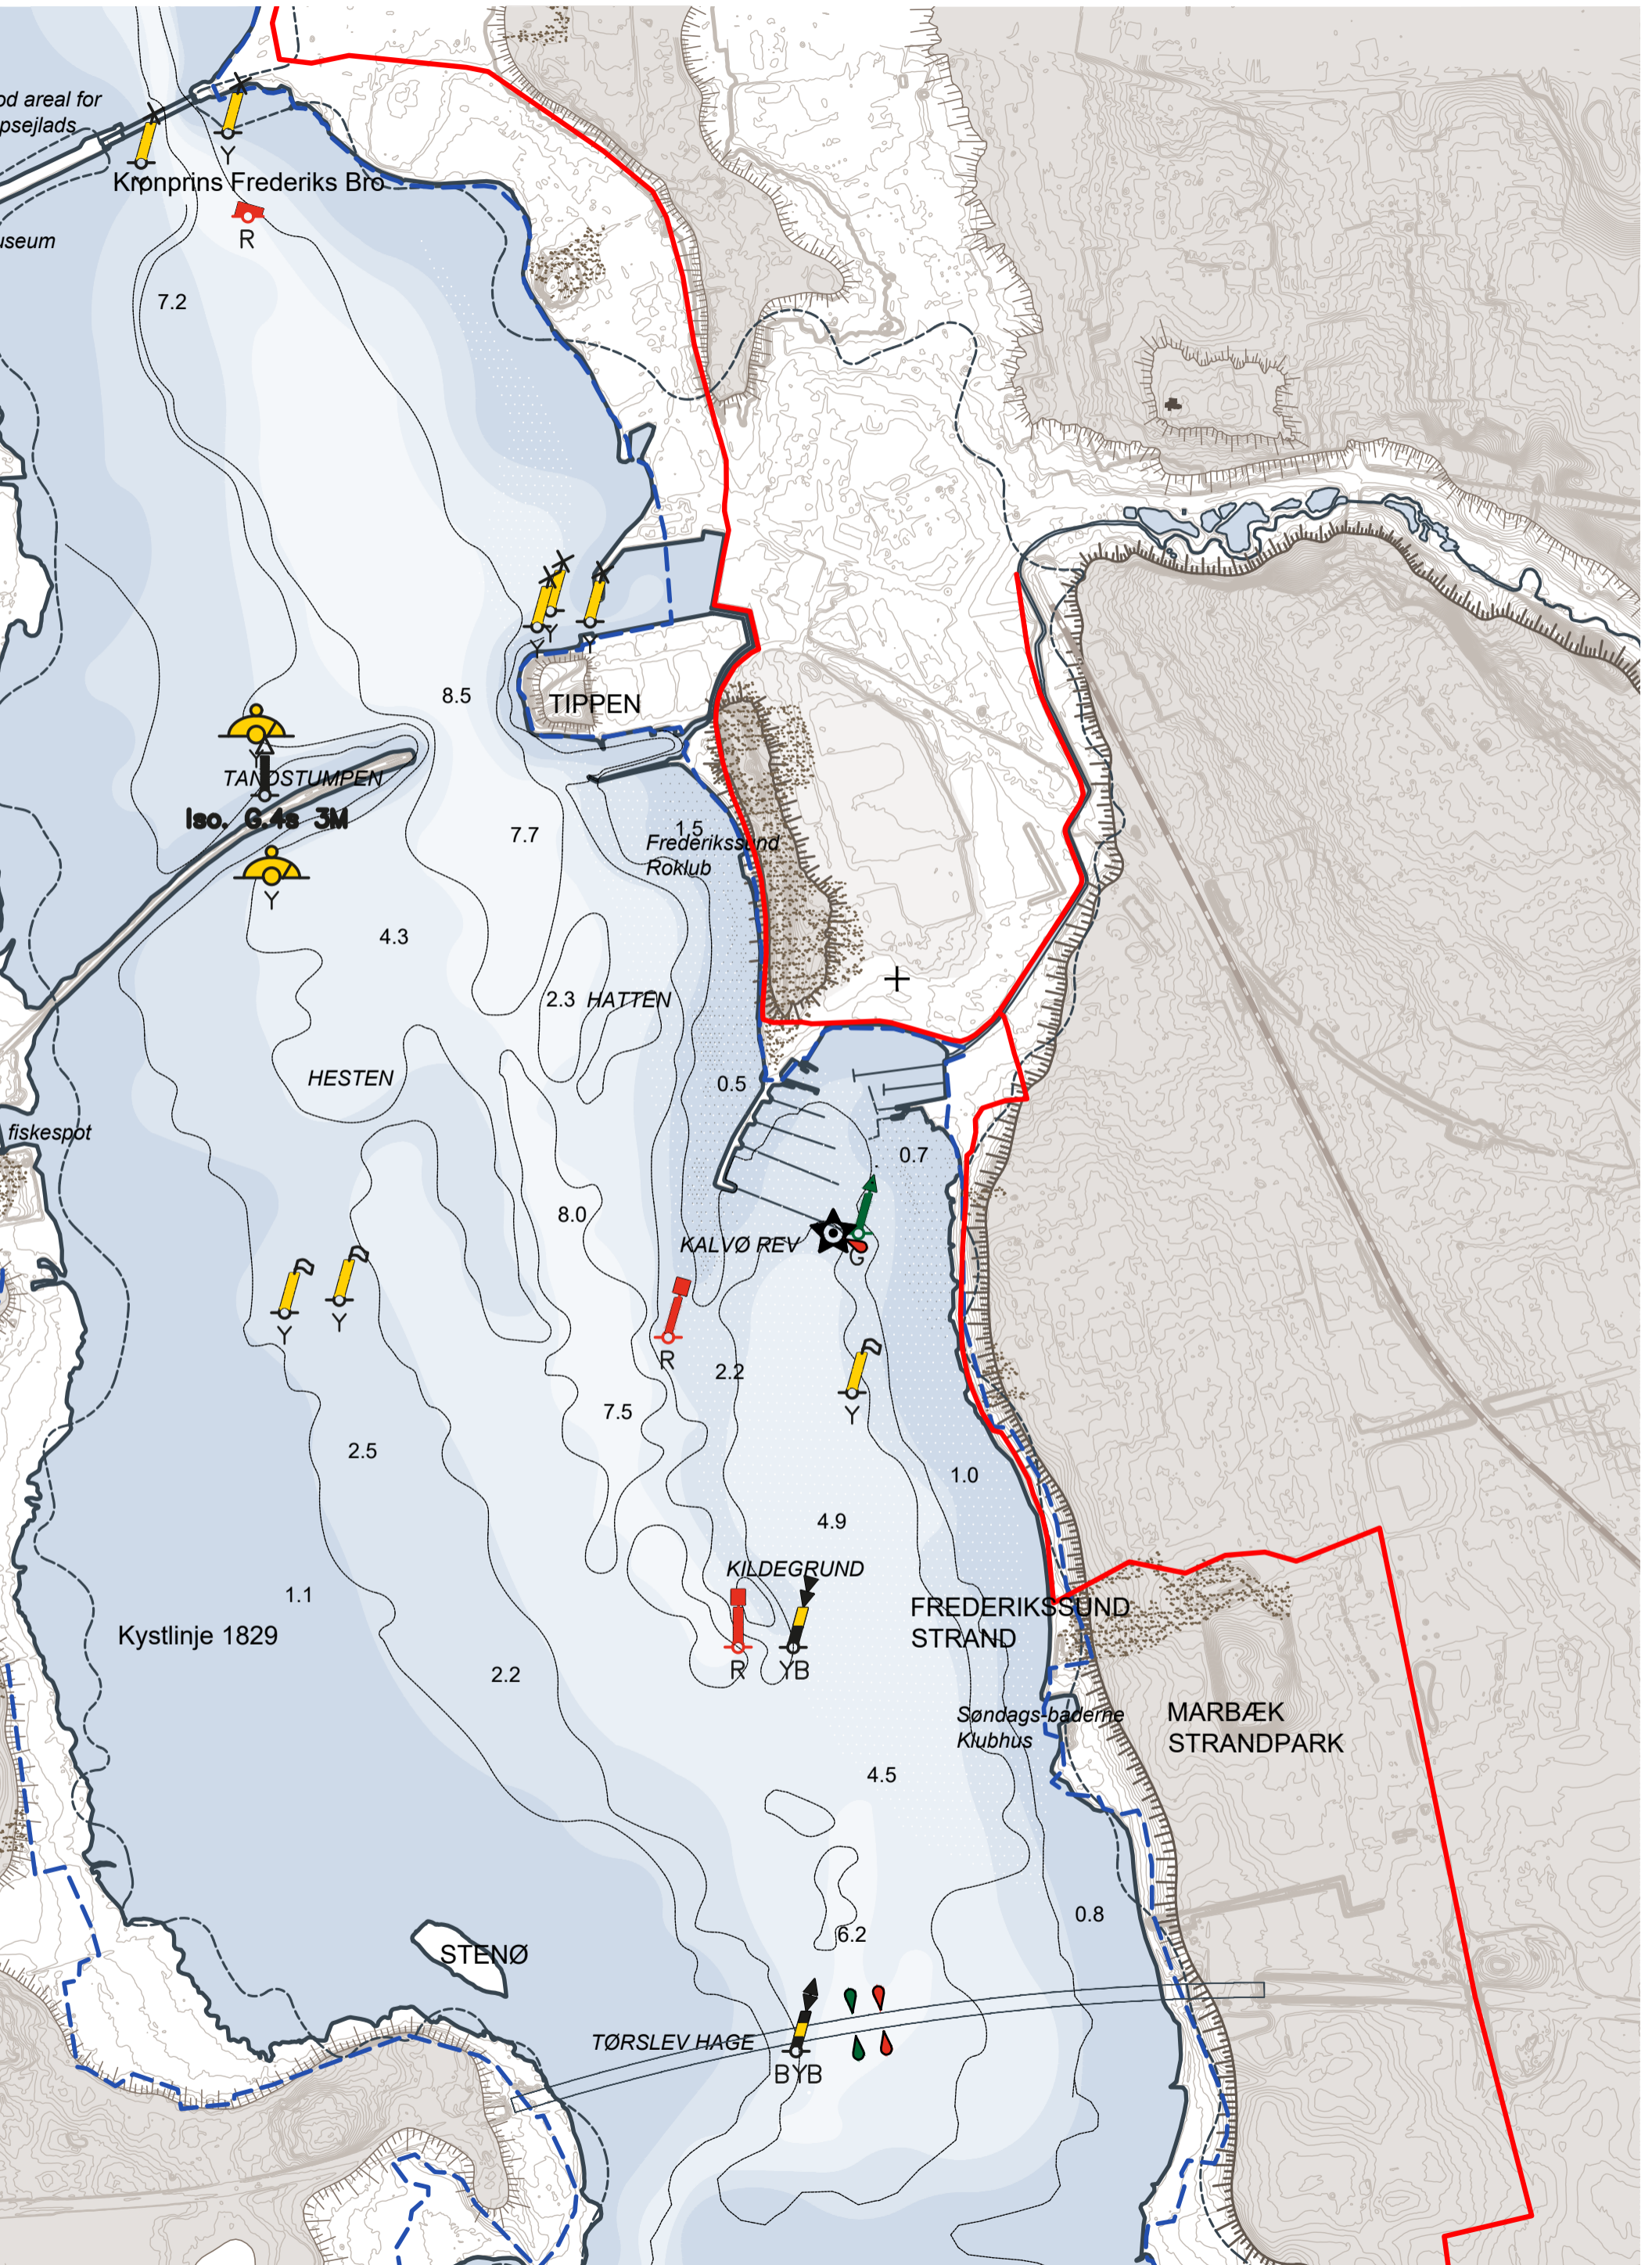 od areal for
psejlads
Y
Y
Kronprins Frederiks Bro
R
useum
7.2
Y
Y
Y
8.5
TIPPEN
Y
TANDSTUMPEN
Iso. G.4s 3M
7.7
1.5
Frederikssund
Roklub
Y
4.3
2.3
HATTEN
HESTEN
0.5
fiskespot
0.7
8.0
KALVØ REV
G
Y
Y
R
2.2
Y
7.5
2.5
1.0
4.9
KILDEGRUND
1.1
FREDERIKSSUND
STRAND
Kystlinje 1829
R
YB
2.2
Søndags-baderne
Klubhus
MARBÆK
STRANDPARK
4.5
0.8
6.2
STENØ
TØRSLEV HAGE
BYB